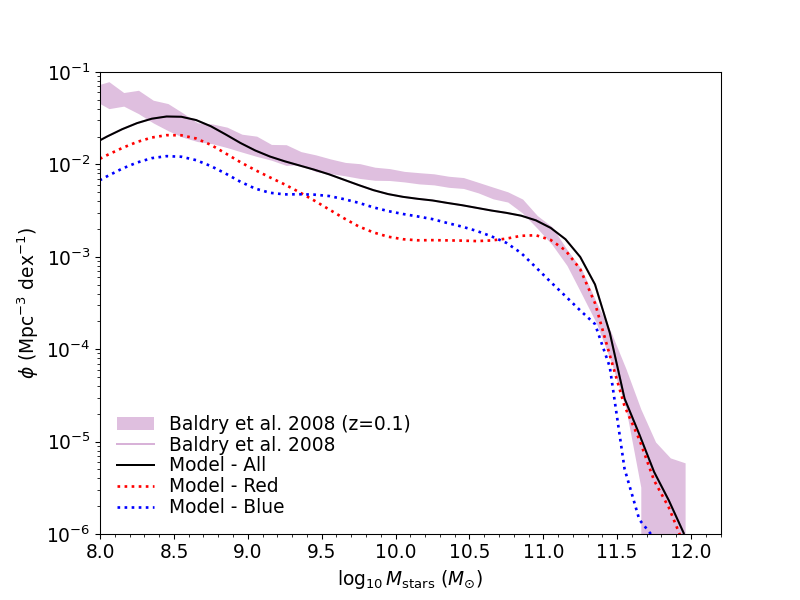 10⁻¹
10⁻²
10⁻³
10⁻⁴
10⁻⁵
10⁻⁶
ϕ (Mpc⁻³ dex⁻¹)
Baldry et al. 2008 (z=0.1)
Baldry et al. 2008
Model - All
Model - Red
Model - Blue
8.0 8.5 9.0 9.5 10.0 10.5 11.0 11.5 12.0
log₁₀ M_stars (M_⊙)